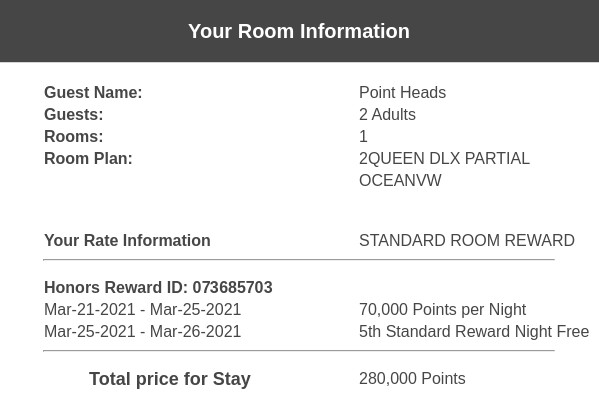 Your Room Information
Guest Name: Point Heads
Guests: 2 Adults
Rooms: 1
Room Plan: 2QUEEN DLX PARTIAL
OCEANVW
Your Rate Information STANDARD ROOM REWARD
Honors Reward ID: 073685703
Mar-21-2021 - Mar-25-2021 70,000 Points per Night
Mar-25-2021 - Mar-26-2021 5th Standard Reward Night Free
Total price for Stay 280,000 Points